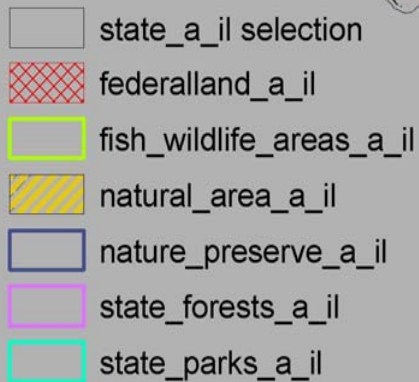 state_a_il selection
federalland_a_il
fish_wildlife_areas_a_il
natural_area_a_il
nature_preserve_a_il
state_forests_a_il
state_parks_a_il